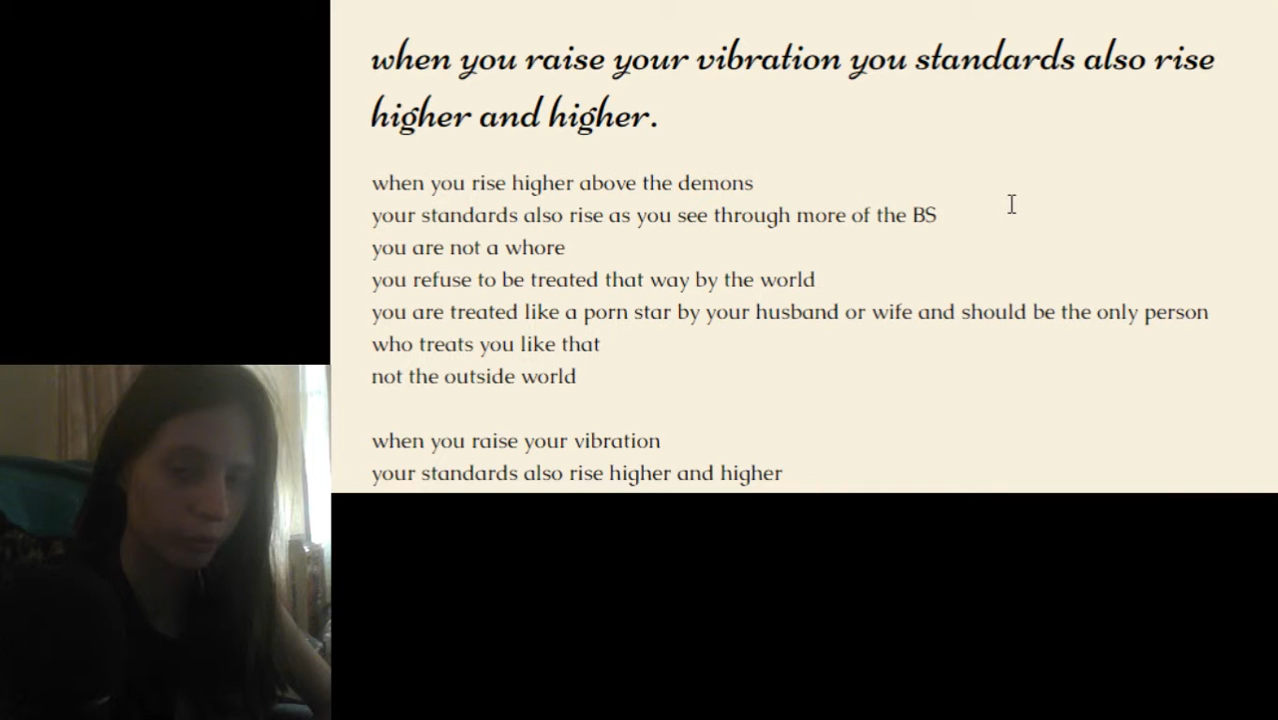 when you raise your vibration you standards also rise
higher and higher.
when you rise higher above the demons
your standards also rise as you see through more of the BS
you are not a whore
you refuse to be treated that way by the world
you are treated like a porn star by your husband or wife and should be the only person
who treats you like that
not the outside world
when you raise your vibration
your standards also rise higher and higher